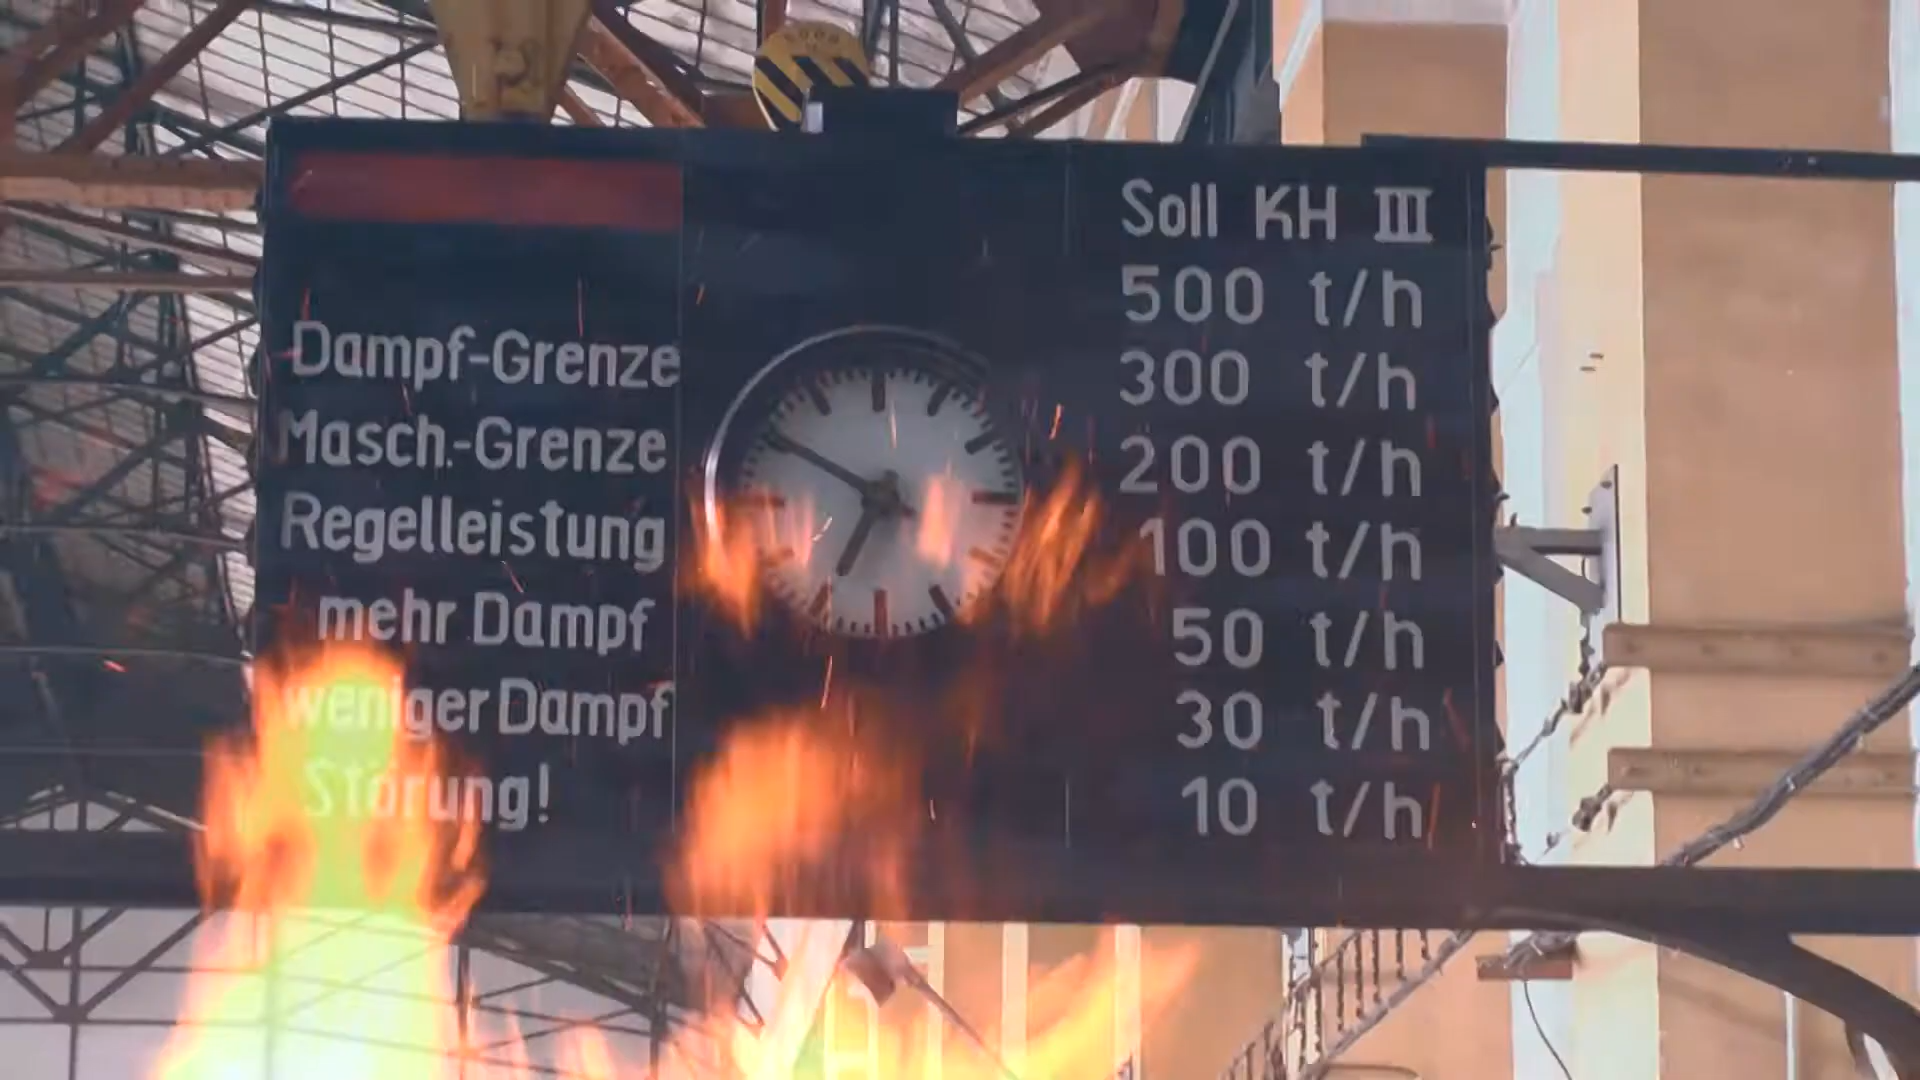 Dampf-Grenze
Masch.-Grenze
Regelleistung
mehr Dampf
weniger Dampf
Störung!
Soll KH III
500 t/h
300 t/h
200 t/h
100 t/h
50 t/h
30 t/h
10 t/h